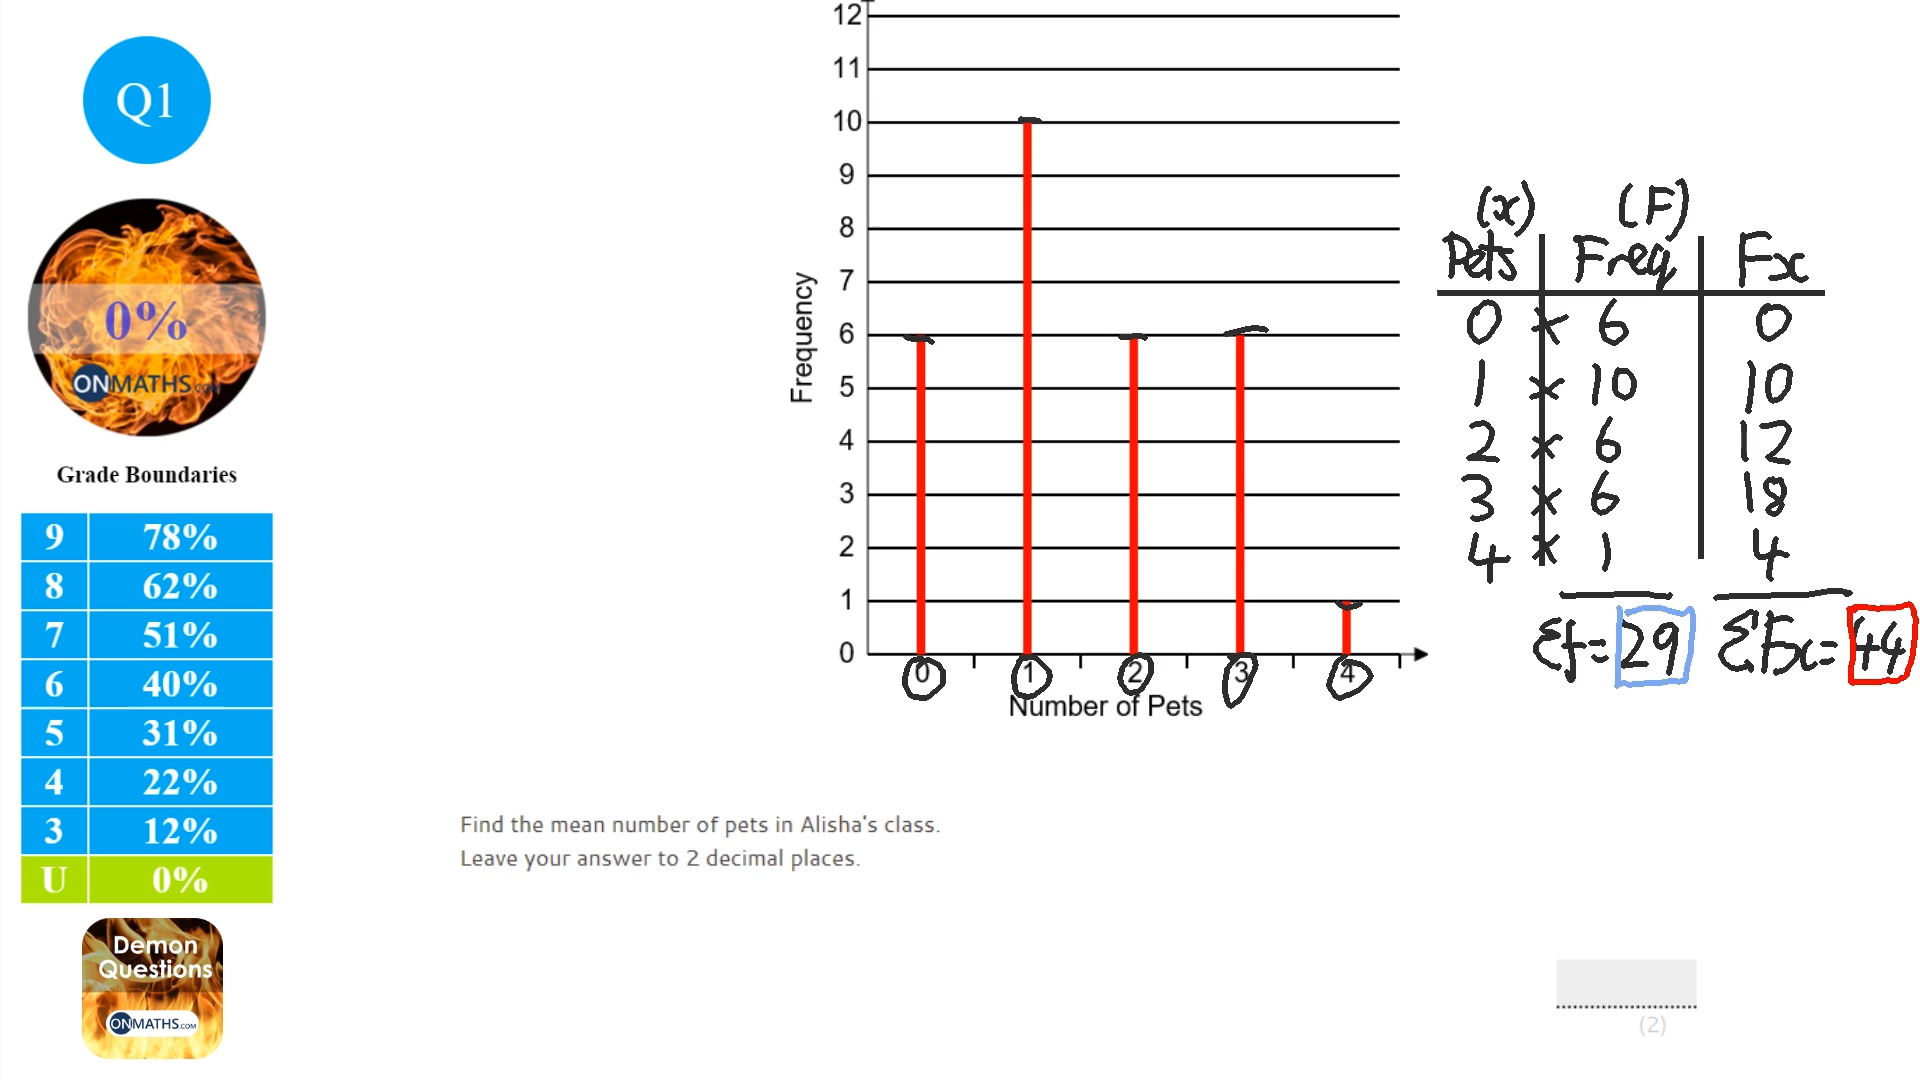 Q1
0%
ONMATHS.com
Grade Boundaries
9 78%
8 62%
7 51%
6 40%
5 31%
4 22%
3 12%
U 0%
Demon
Questions
ONMATHS.COM
12
11
10
9
8
7
6
5
4
3
2
1
0
Frequency
0 1 2 3 4
Number of Pets
(x) (F)
Pets Freq Fx
0 × 6 0
1 × 10 10
2 × 6 12
3 × 6 18
4 × 1 4
Σf = 29 ΣFx = 44
Find the mean number of pets in Alisha's class.
Leave your answer to 2 decimal places.
(2)